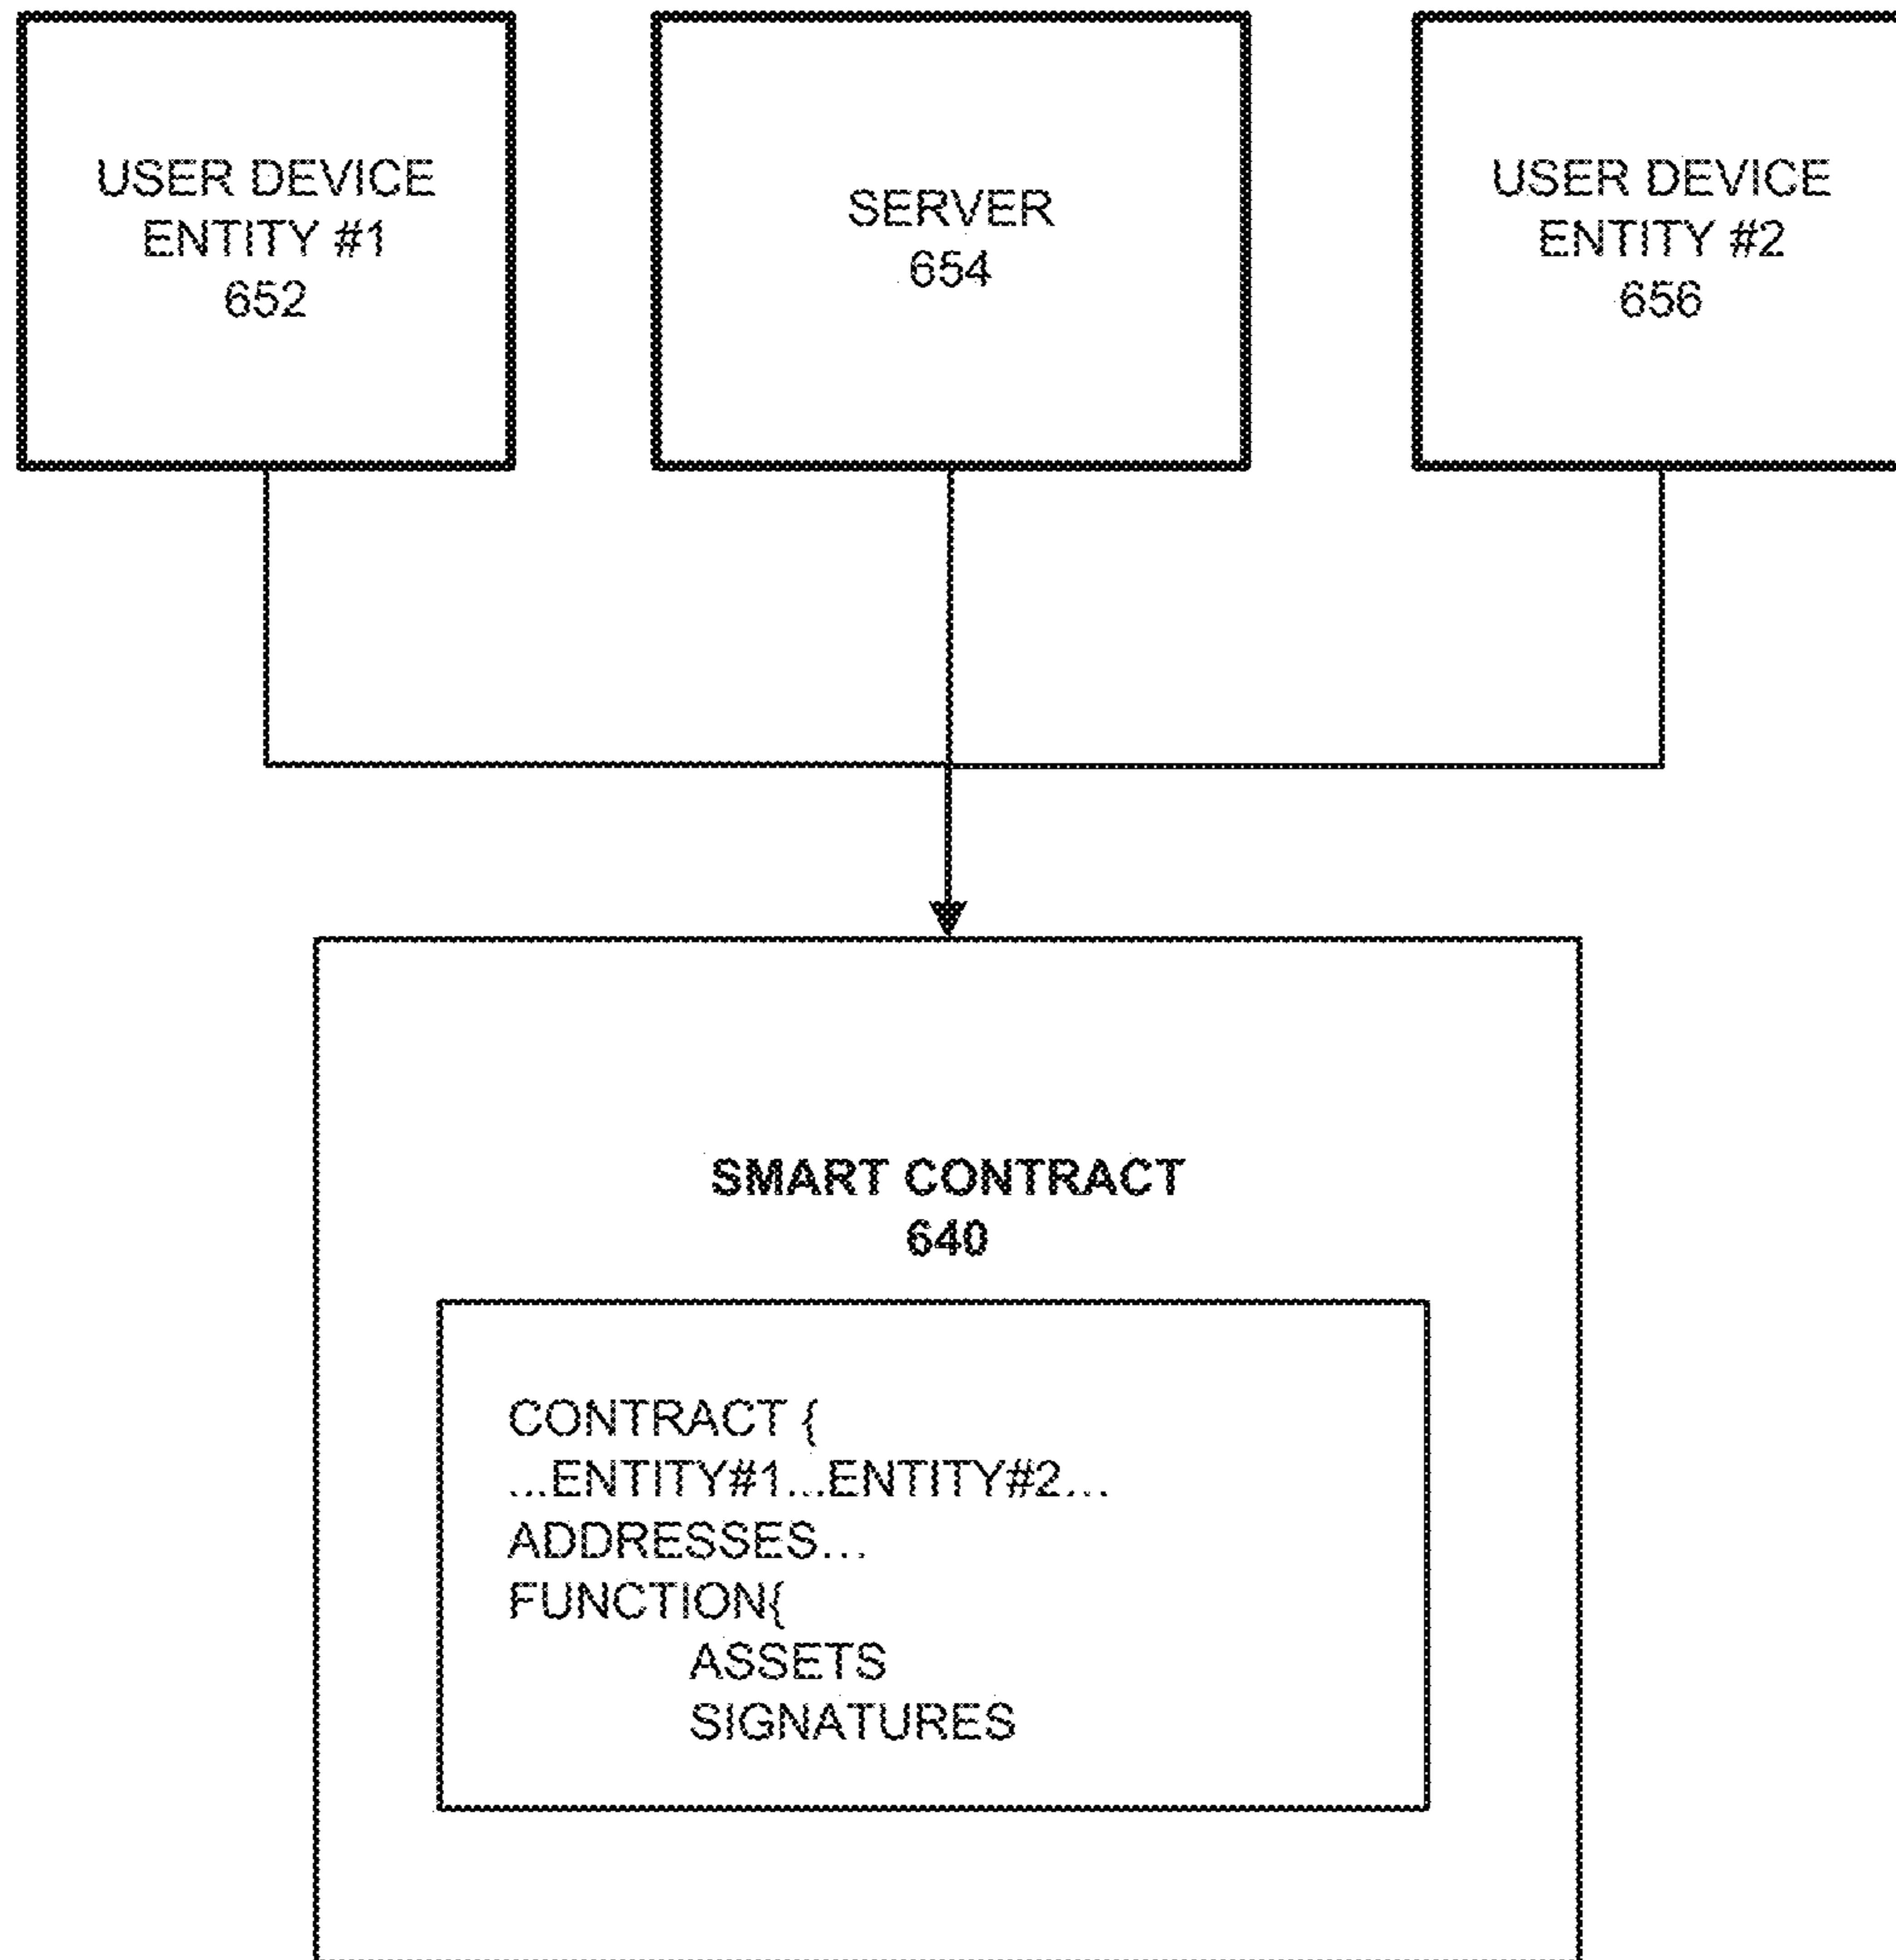 USER DEVICE
ENTITY #1
652
SERVER
654
USER DEVICE
ENTITY #2
656
SMART CONTRACT
640
CONTRACT {
...ENTITY#1...ENTITY#2...
ADDRESSES...
FUNCTION{
ASSETS
SIGNATURES